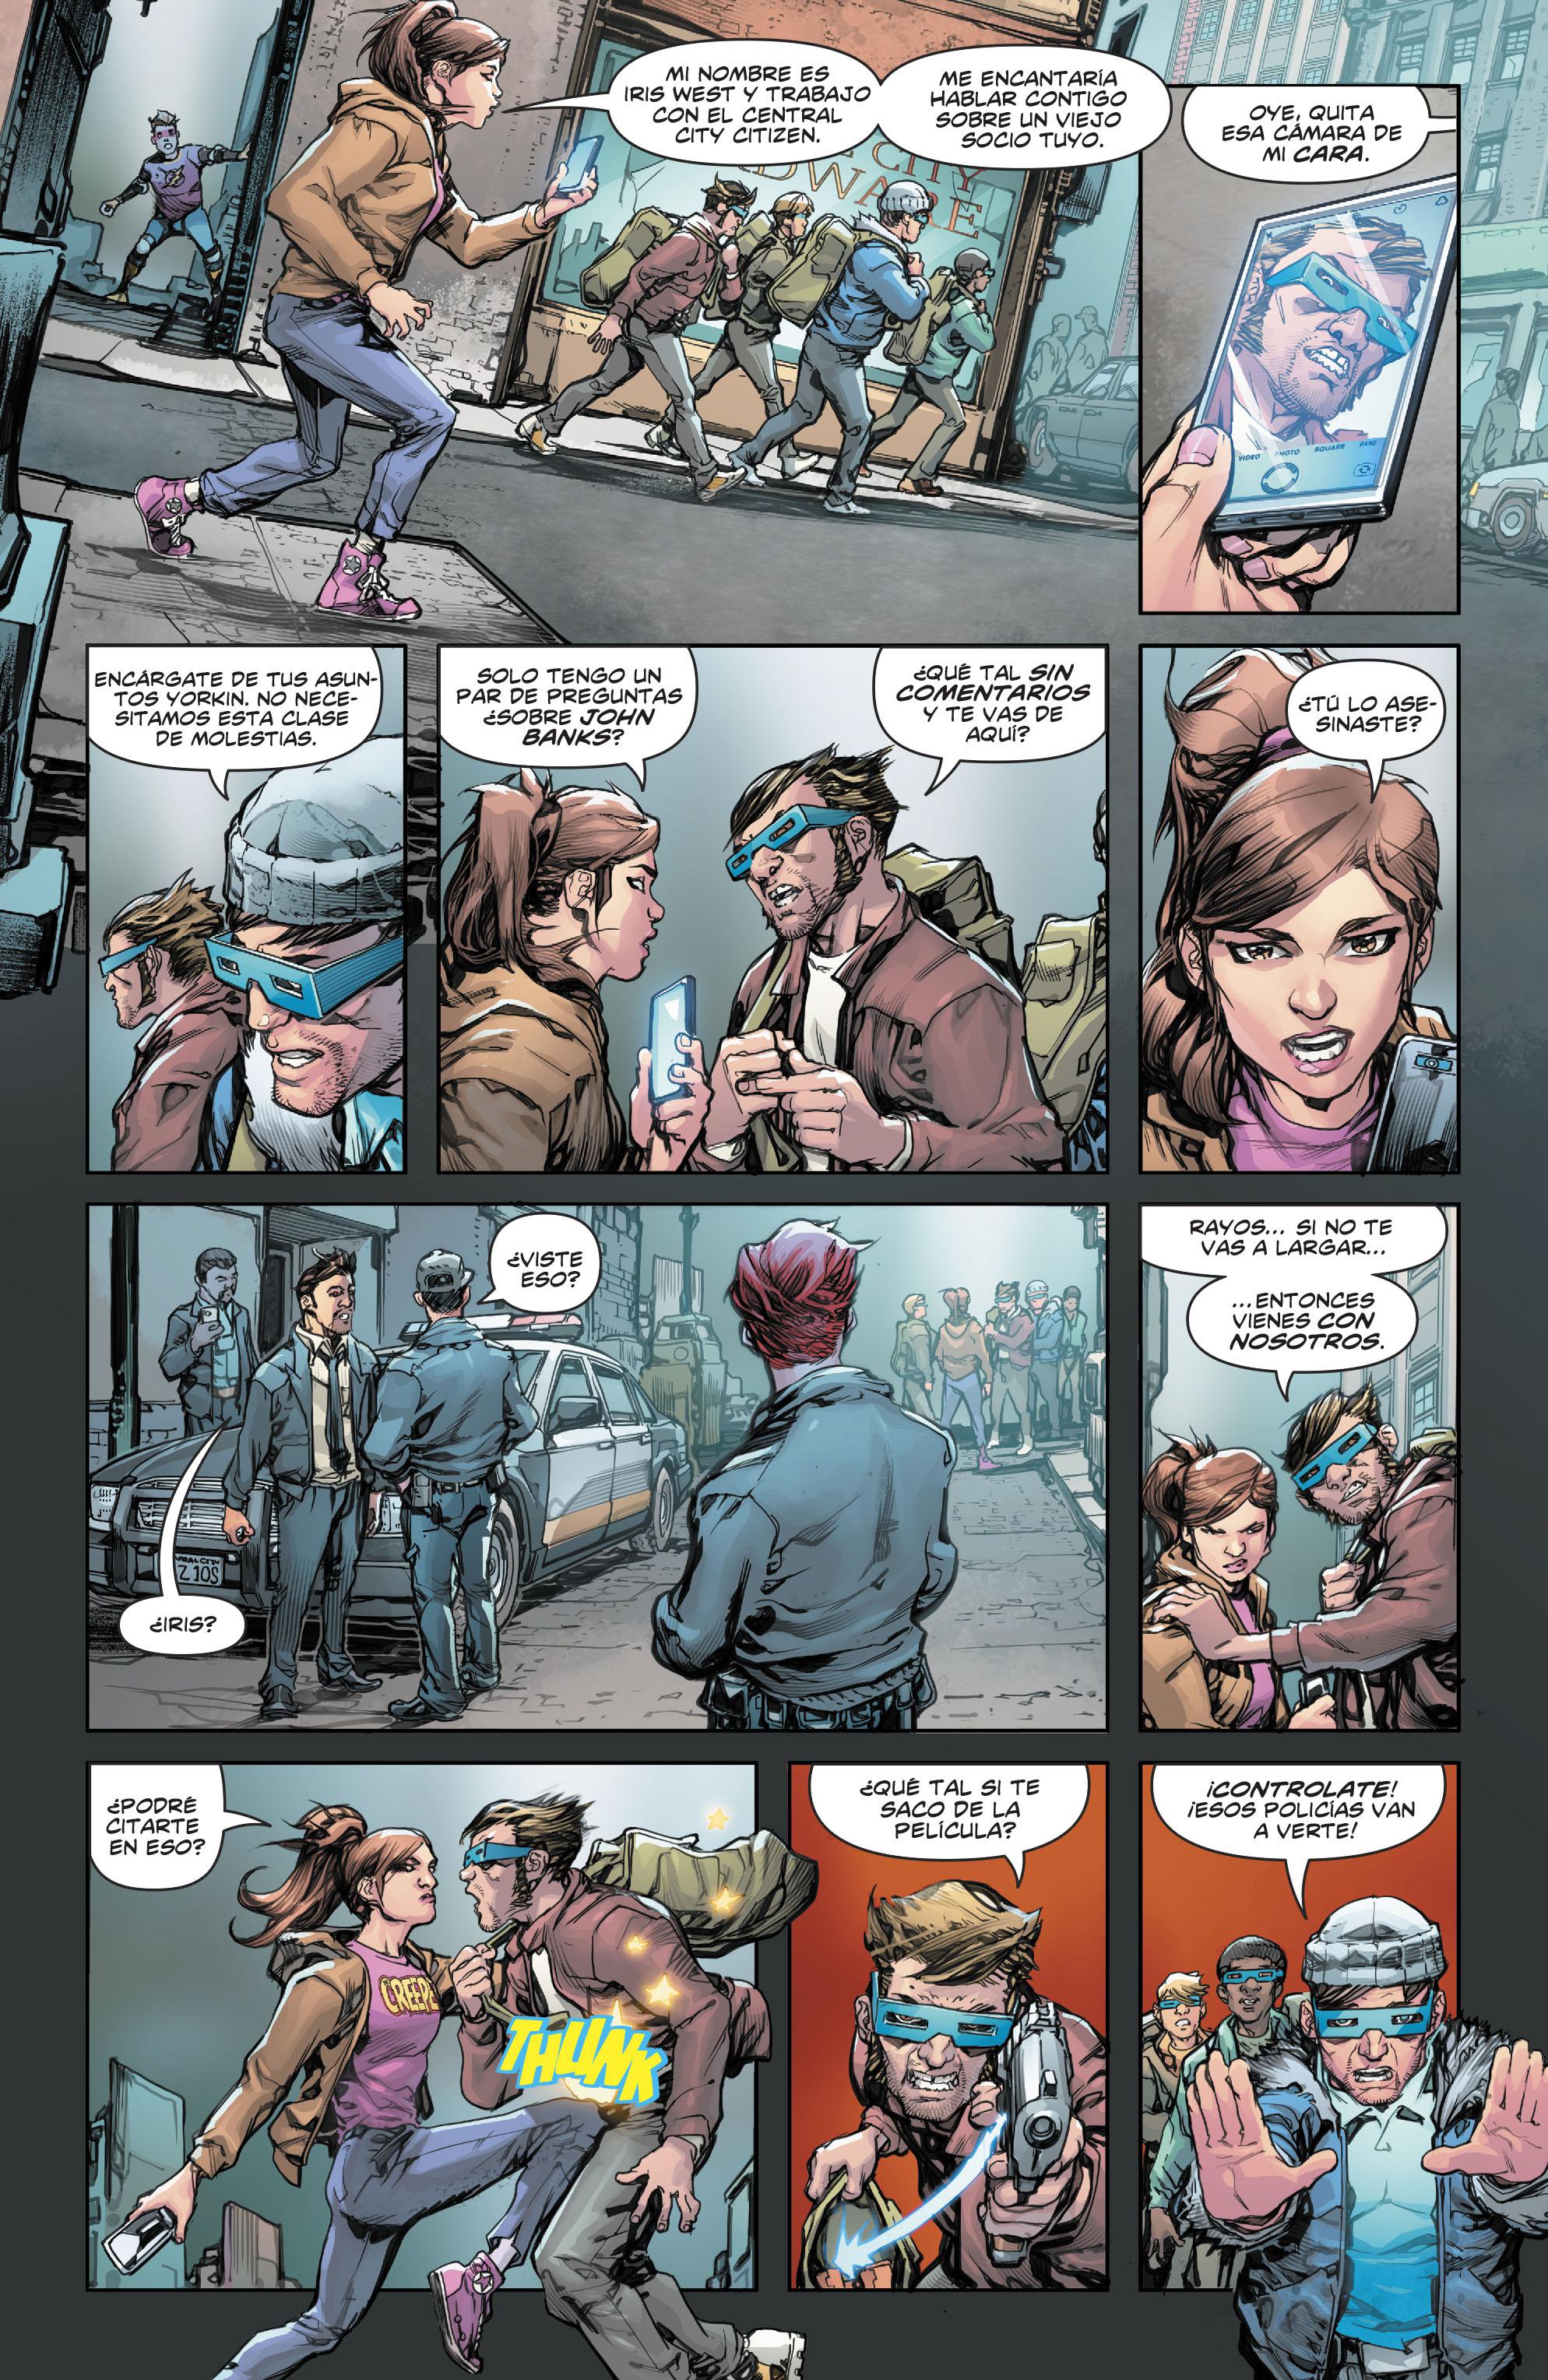 MI NOMBRE ES
IRIS WEST Y TRABAJO
CON EL CENTRAL
CITY CITIZEN.
ME ENCANTARÍA
HABLAR CONTIGO
SOBRE UN VIEJO
SOCIO TUYO.
CITY
OYE, QUITA
ESA CÁMARA DE
MI CARA.
VIDEO PHOTO SQUARE PANO
ENCÁRGATE DE TUS ASUN-
TOS YORKIN. NO NECE-
SITAMOS ESTA CLASE
DE MOLESTIAS.
SOLO TENGO UN
PAR DE PREGUNTAS
¿SOBRE JOHN
BANKS?
¿QUÉ TAL SIN
COMENTARIOS
Y TE VAS DE
AQUÍ?
¿TÚ LO ASE-
SINASTE?
¿VISTE
ESO?
VIRAL CITY
Z 10S
¿IRIS?
RAYOS... SI NO TE
VAS A LARGAR...
...ENTONCES
VIENES CON
NOSOTROS.
¿PODRÉ
CITARTE
EN ESO?
CREEPE
THUNK
¿QUÉ TAL SI TE
SACO DE LA
PELÍCULA?
¡CONTROLATE!
¡ESOS POLICÍAS VAN
A VERTE!